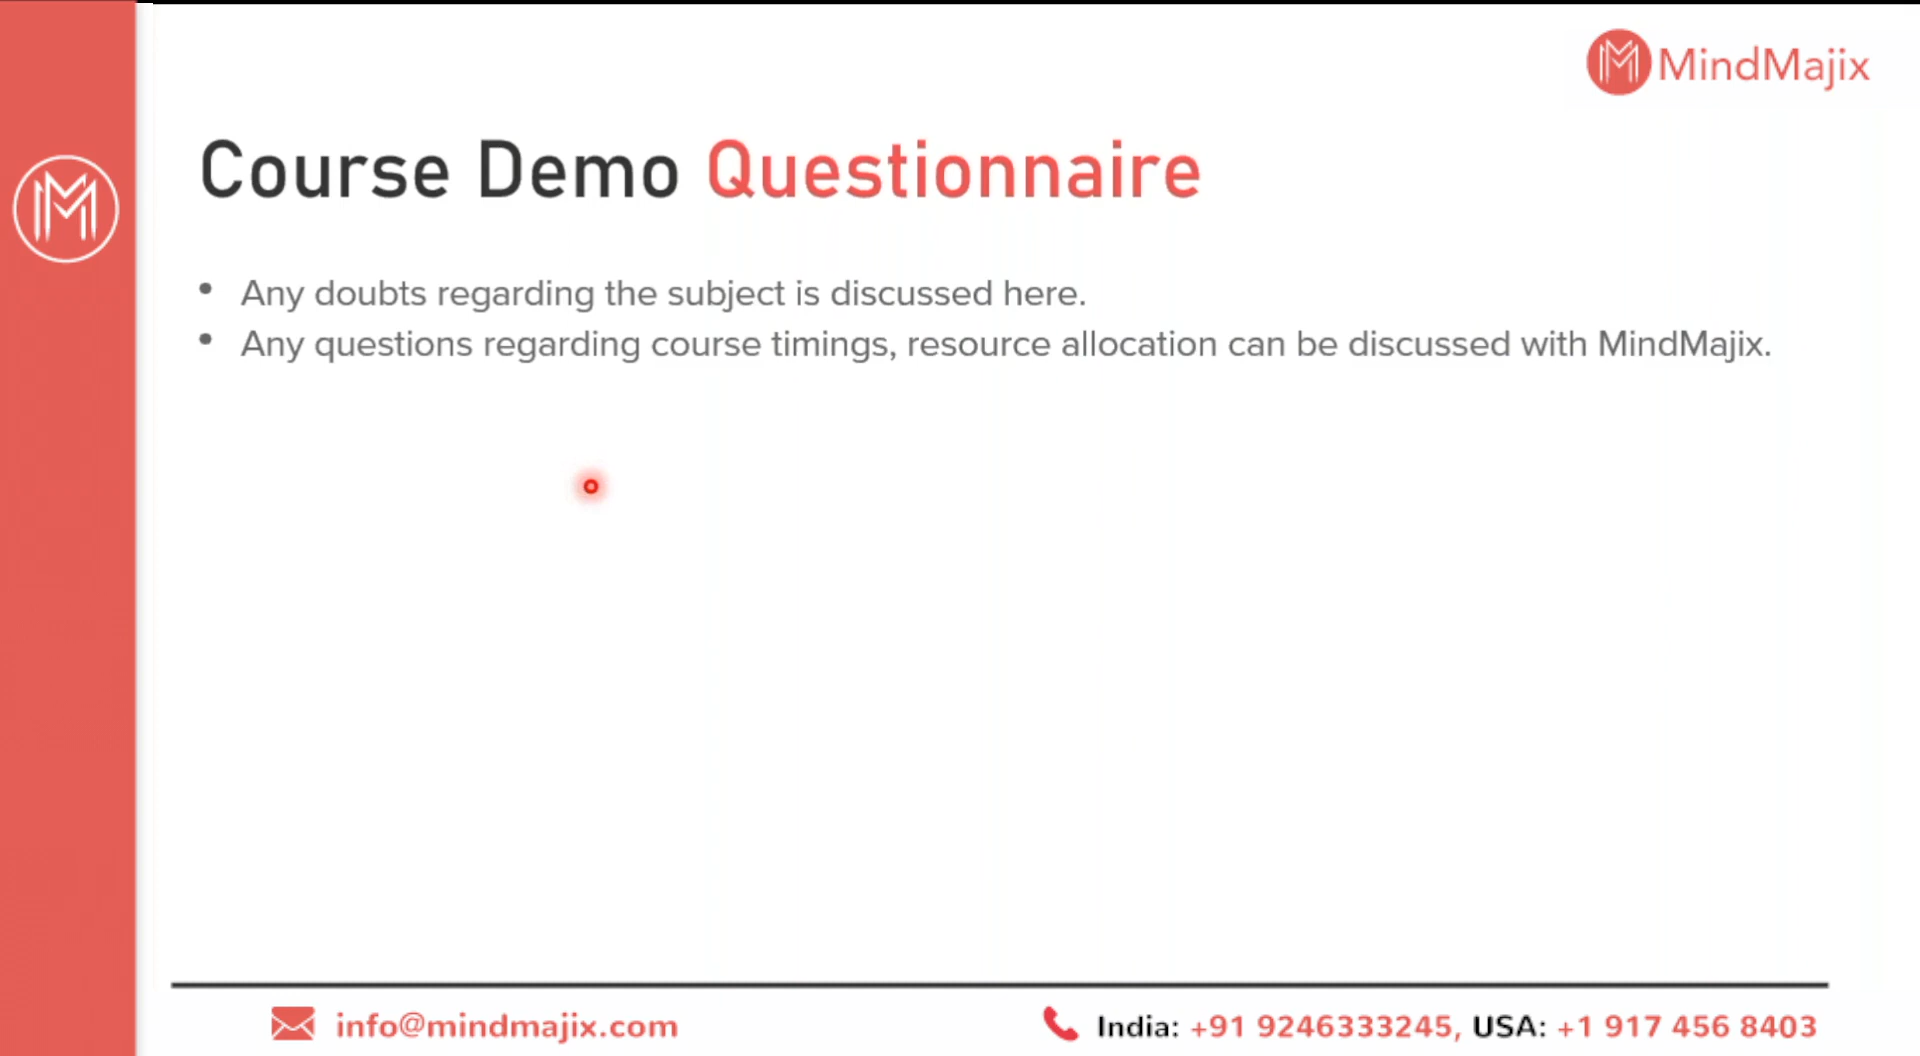 MindMajix
Course Demo Questionnaire
• Any doubts regarding the subject is discussed here.
• Any questions regarding course timings, resource allocation can be discussed with MindMajix.
info@mindmajix.com
India: +91 9246333245, USA: +1 917 456 8403